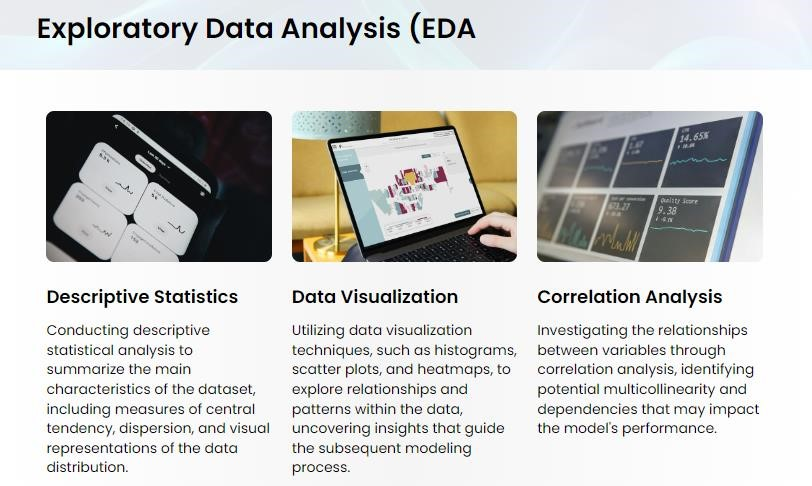 Exploratory Data Analysis (EDA
14.65%
Quality Score
9.38
Descriptive Statistics
Conducting descriptive
statistical analysis to
summarize the main
characteristics of the dataset,
including measures of central
tendency, dispersion, and visual
representations of the data
distribution.
Data Visualization
Utilizing data visualization
techniques, such as histograms,
scatter plots, and heatmaps, to
explore relationships and
patterns within the data,
uncovering insights that guide
the subsequent modeling
process.
Correlation Analysis
Investigating the relationships
between variables through
correlation analysis, identifying
potential multicollinearity and
dependencies that may impact
the model's performance.